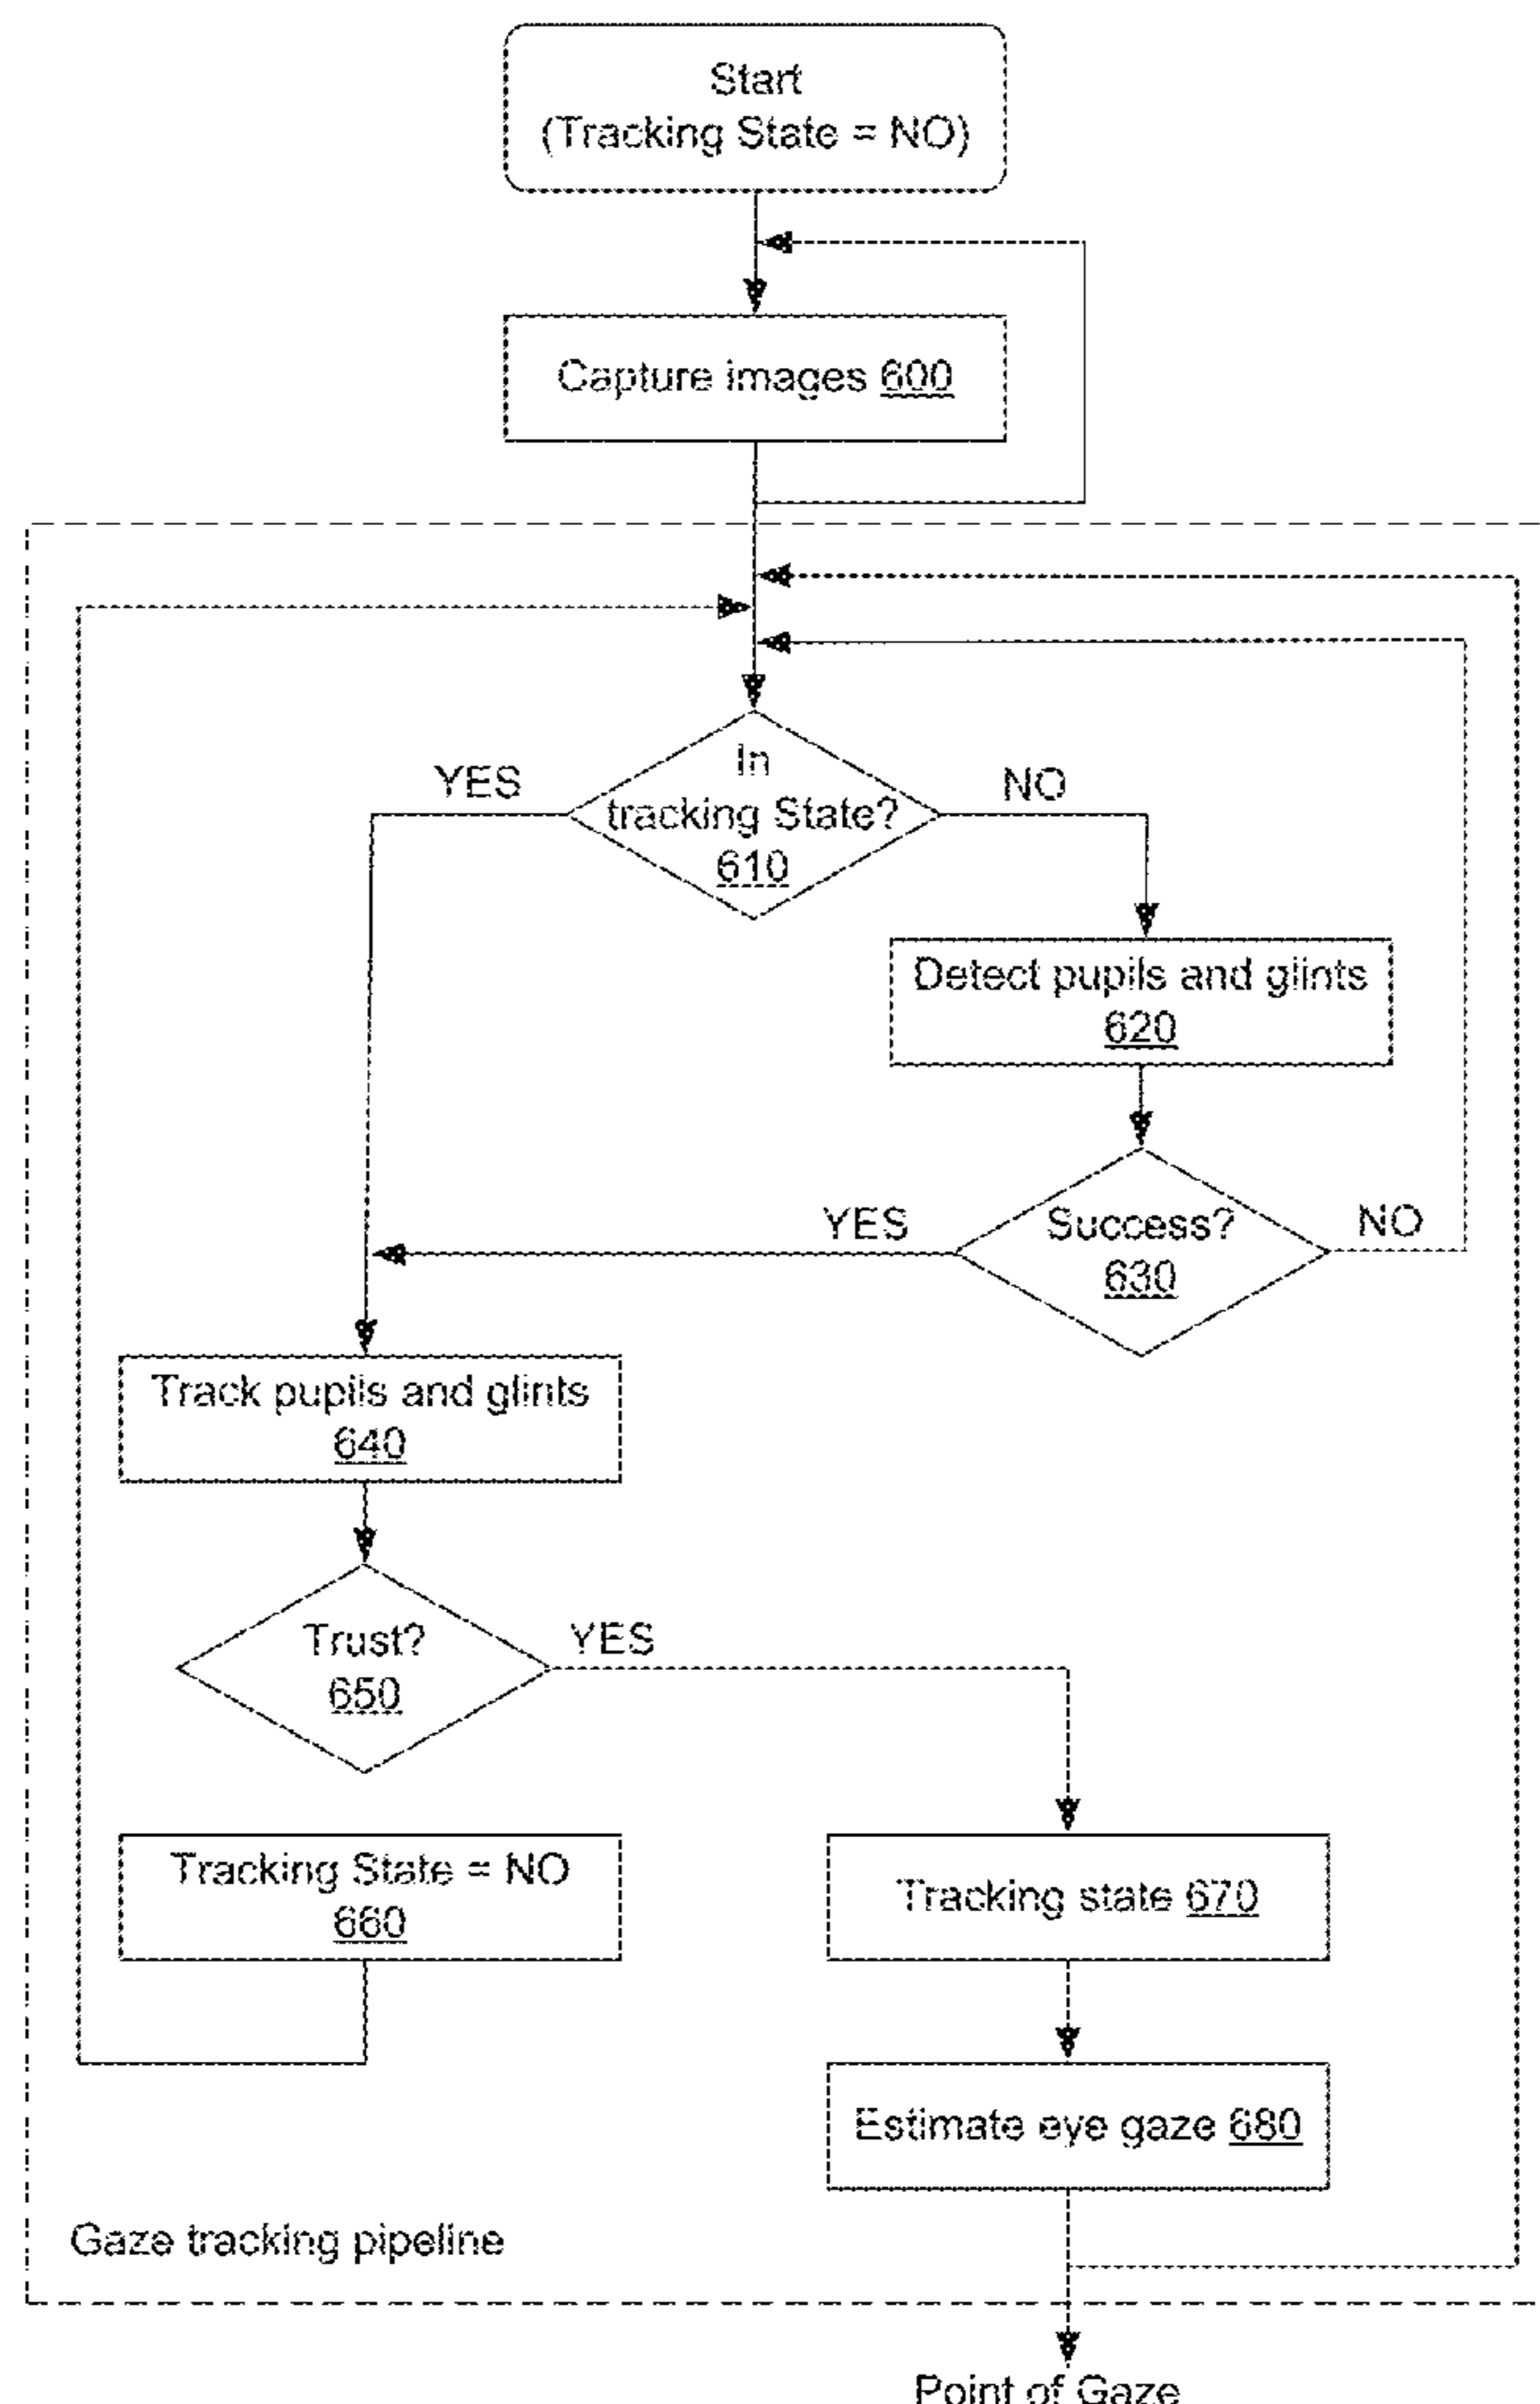 Start
(Tracking State = NO)
Capture images 600
In
tracking State?
610
YES
NO
Detect pupils and glints
620
Success?
630
YES
NO
Track pupils and glints
640
Trust?
650
YES
Tracking State = NO
660
Tracking state 670
Estimate eye gaze 680
Gaze tracking pipeline
Point of Gaze